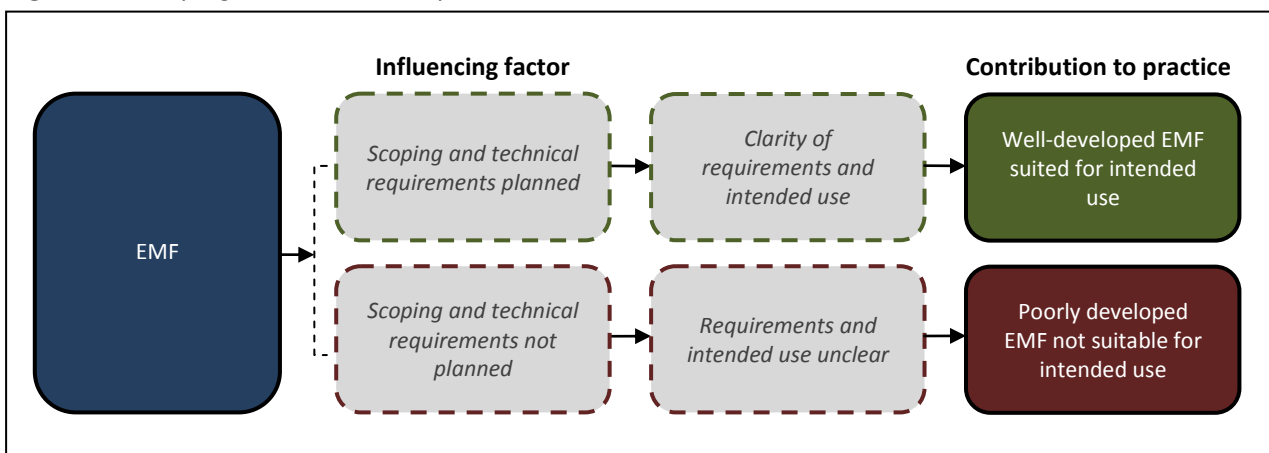 Influencing factor
Contribution to practice
EMF
Scoping and technical
requirements planned
Clarity of
requirements and
intended use
Well-developed EMF
suited for intended
use
Scoping and technical
requirements not
planned
Requirements and
intended use unclear
Poorly developed
EMF not suitable for
intended use